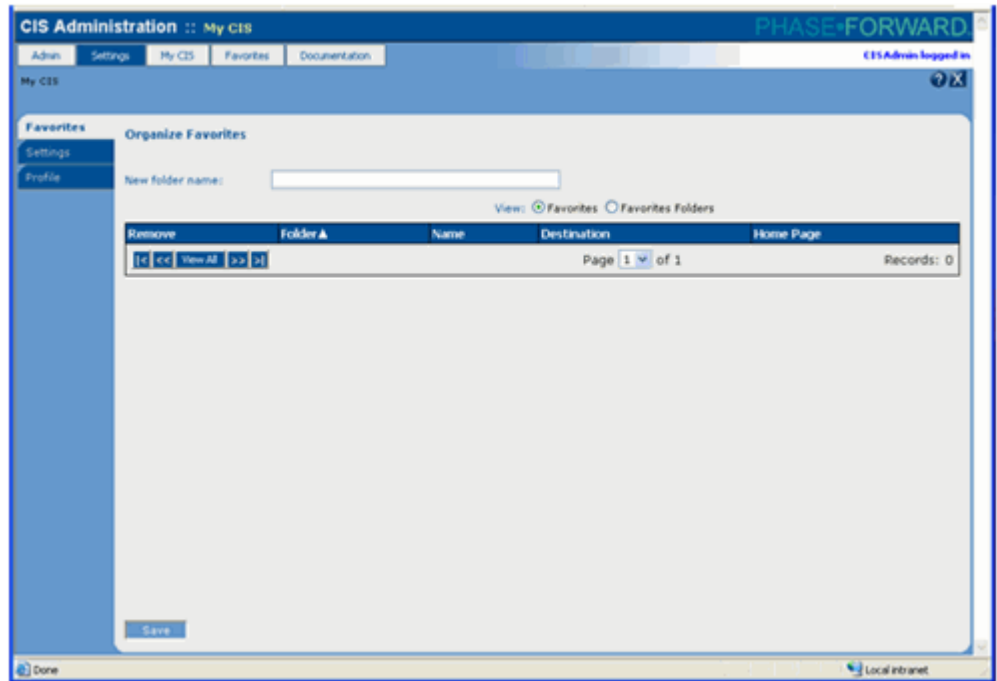 CIS Administration :: My CIS PHASE FORWARD.
Admin Settings My CIS Favorites Documentation CISAdmin logged in
My CIS ? X
Favorites
Organize Favorites
Settings
Profile
New folder name:
View: Favorites Favorites Folders
Remove Folder▲ Name Destination Home Page
|< << View All >> >| Page 1 of 1 Records: 0
Save
Done Local intranet